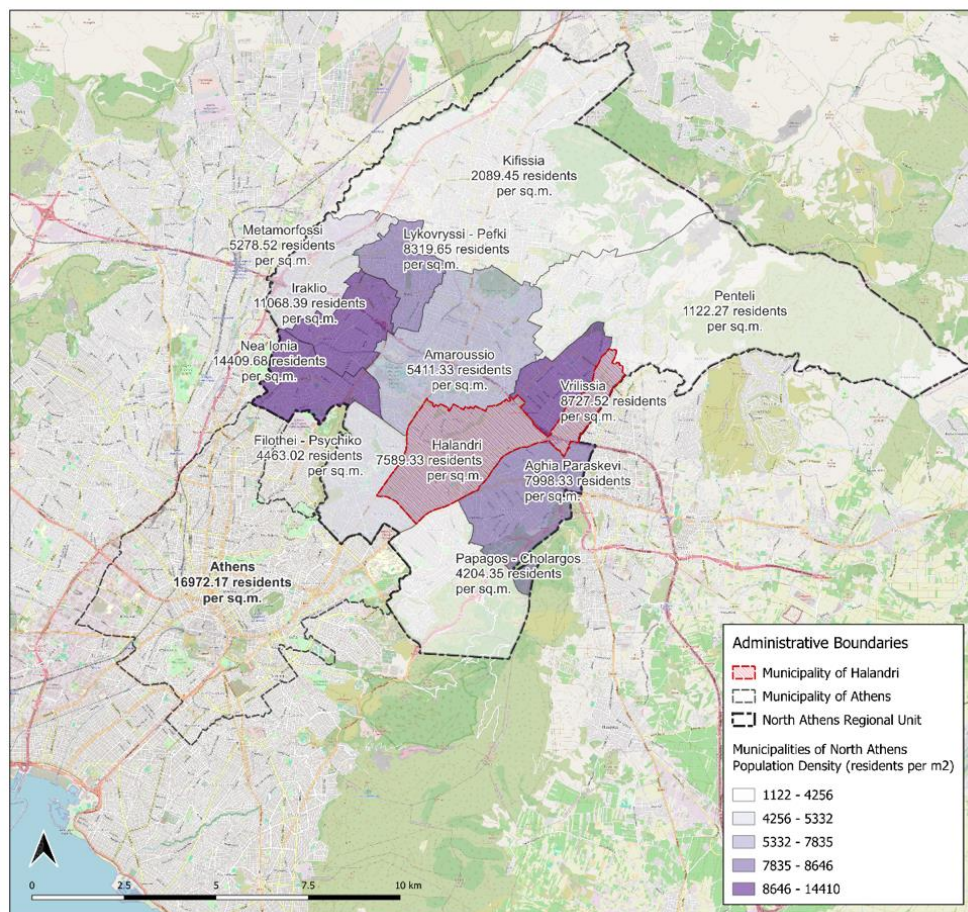 Kifissia
2089.45 residents
per sq.m.
Metamorfossi
5278.52 residents
per sq.m.
Lykovryssi - Pefki
8319.65 residents
per sq.m.
Iraklio
11068.39 residents
per sq.m.
Penteli
1122.27 residents
per sq.m.
Nea Ionia
14409.68 residents
per sq.m.
Amaroussio
5411.33 residents
per sq.m.
Vrilissia
8727.52 residents
per sq.m.
Filothei - Psychiko
4463.02 residents
per sq.m.
Halandri
7589.33 residents
per sq.m.
Aghia Paraskevi
7998.33 residents
per sq.m.
Athens
16972.17 residents
per sq.m.
Papagos - Cholargos
4204.35 residents
per sq.m.
Administrative Boundaries
Municipality of Halandri
Municipality of Athens
North Athens Regional Unit
Municipalities of North Athens
Population Density (residents per m2)
1122 - 4256
4256 - 5332
5332 - 7835
7835 - 8646
8646 - 14410
0 2.5 5 7.5 10 km